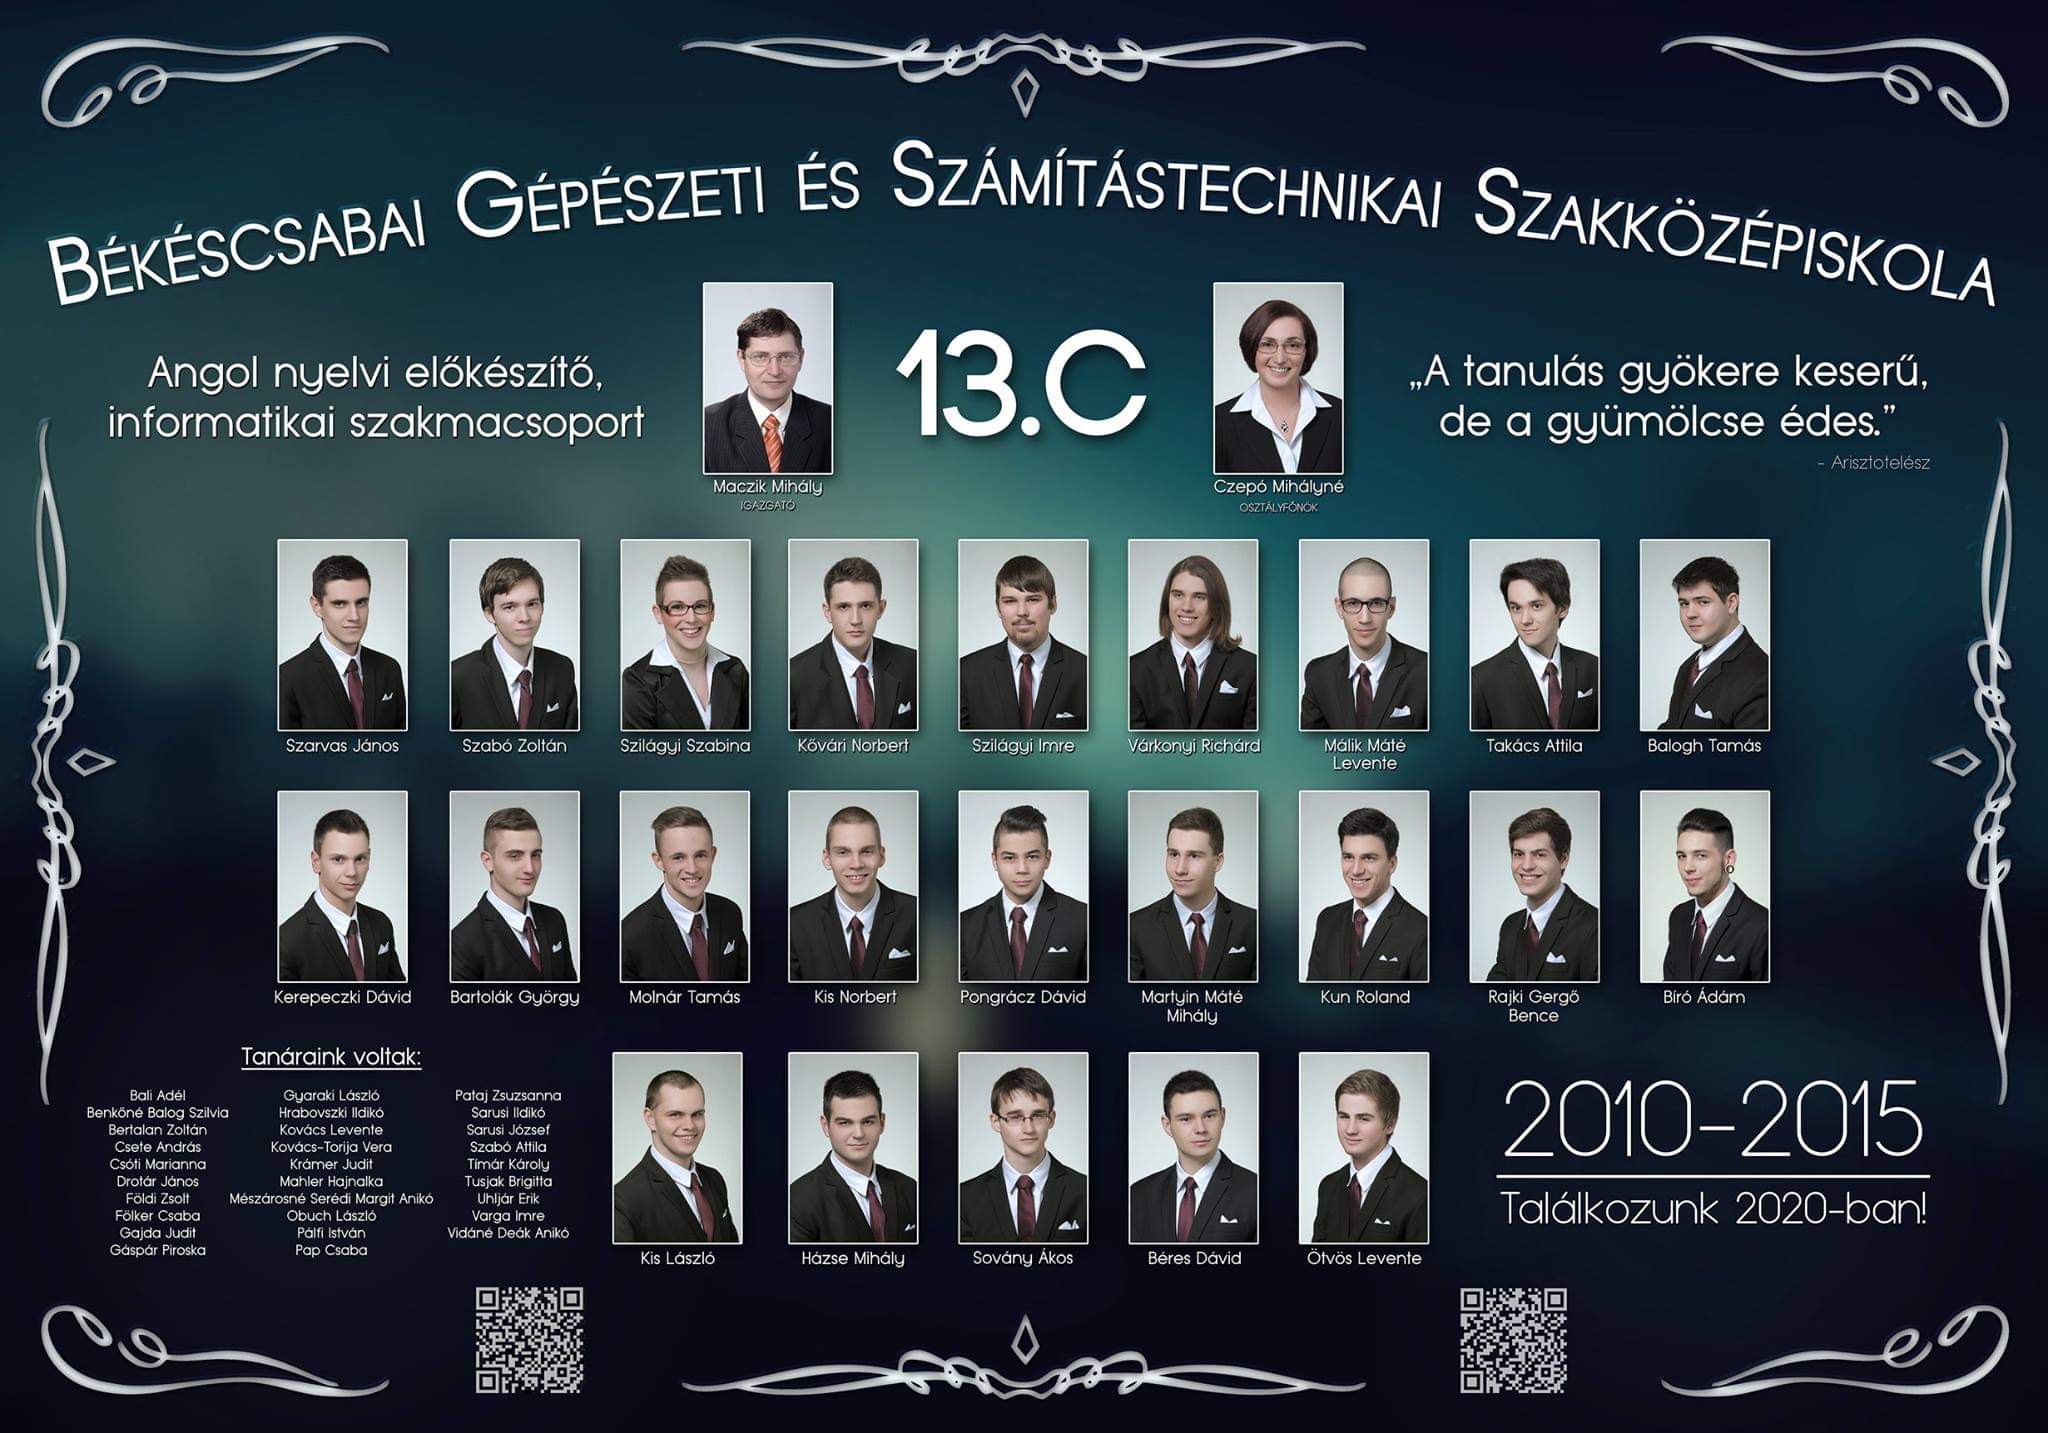 Békéscsabai Gépészeti és Számítástechnikai Szakközépiskola
Angol nyelvi előkészítő,
informatikai szakmacsoport
13.C
„A tanulás gyökere keserű,
de a gyümölcse édes.”
- Arisztotelész
Maczik Mihály
IGAZGATÓ
Czepó Mihályné
OSZTÁLYFŐNÖK
Szarvas János
Szabó Zoltán
Szilágyi Szabina
Kővári Norbert
Szilágyi Imre
Várkonyi Richárd
Málik Máté
Levente
Takács Attila
Balogh Tamás
Kerepeczki Dávid
Bartolák György
Molnár Tamás
Kis Norbert
Pongrácz Dávid
Martyin Máté
Mihály
Kun Roland
Rajki Gergő
Bence
Bíró Ádám
Tanáraink voltak:
Bali Adél
Benkőné Balog Szilvia
Bertalan Zoltán
Csete András
Csóti Marianna
Drotár János
Földi Zsolt
Fölker Csaba
Gajda Judit
Gáspár Piroska
Gyaraki László
Hrabovszki Ildikó
Kovács Levente
Kovács-Torija Vera
Krámer Judit
Mahler Hajnalka
Mészárosné Serédi Margit Anikó
Obuch László
Pálfi István
Pap Csaba
Pataj Zsuzsanna
Sarusi Ildikó
Sarusi József
Szabó Attila
Tímár Károly
Tusjak Brigitta
Uhljár Erik
Varga Imre
Vidáné Deák Anikó
Kis László
Házse Mihály
Sovány Ákos
Béres Dávid
Ötvös Levente
2010-2015
Találkozunk 2020-ban!